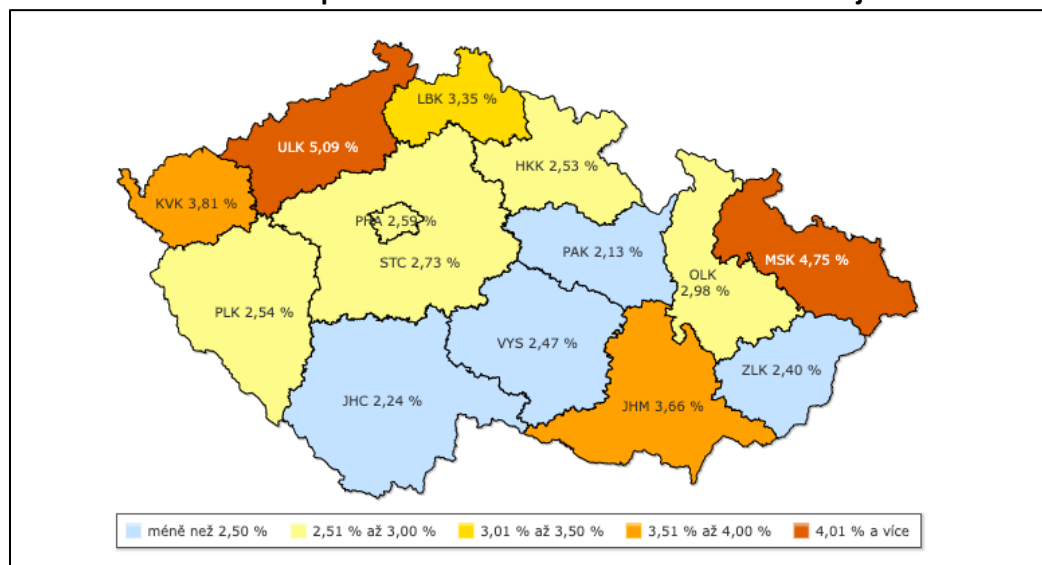 LBK 3,35 %
ULK 5,09 %
HKK 2,53 %
KVK 3,81 %
PHA 2,59 %
STC 2,73 %
PAK 2,13 %
MSK 4,75 %
OLK
2,98 %
PLK 2,54 %
VYS 2,47 %
ZLK 2,40 %
JHC 2,24 %
JHM 3,66 %
méně než 2,50 % 2,51 % až 3,00 % 3,01 % až 3,50 % 3,51 % až 4,00 % 4,01 % a více